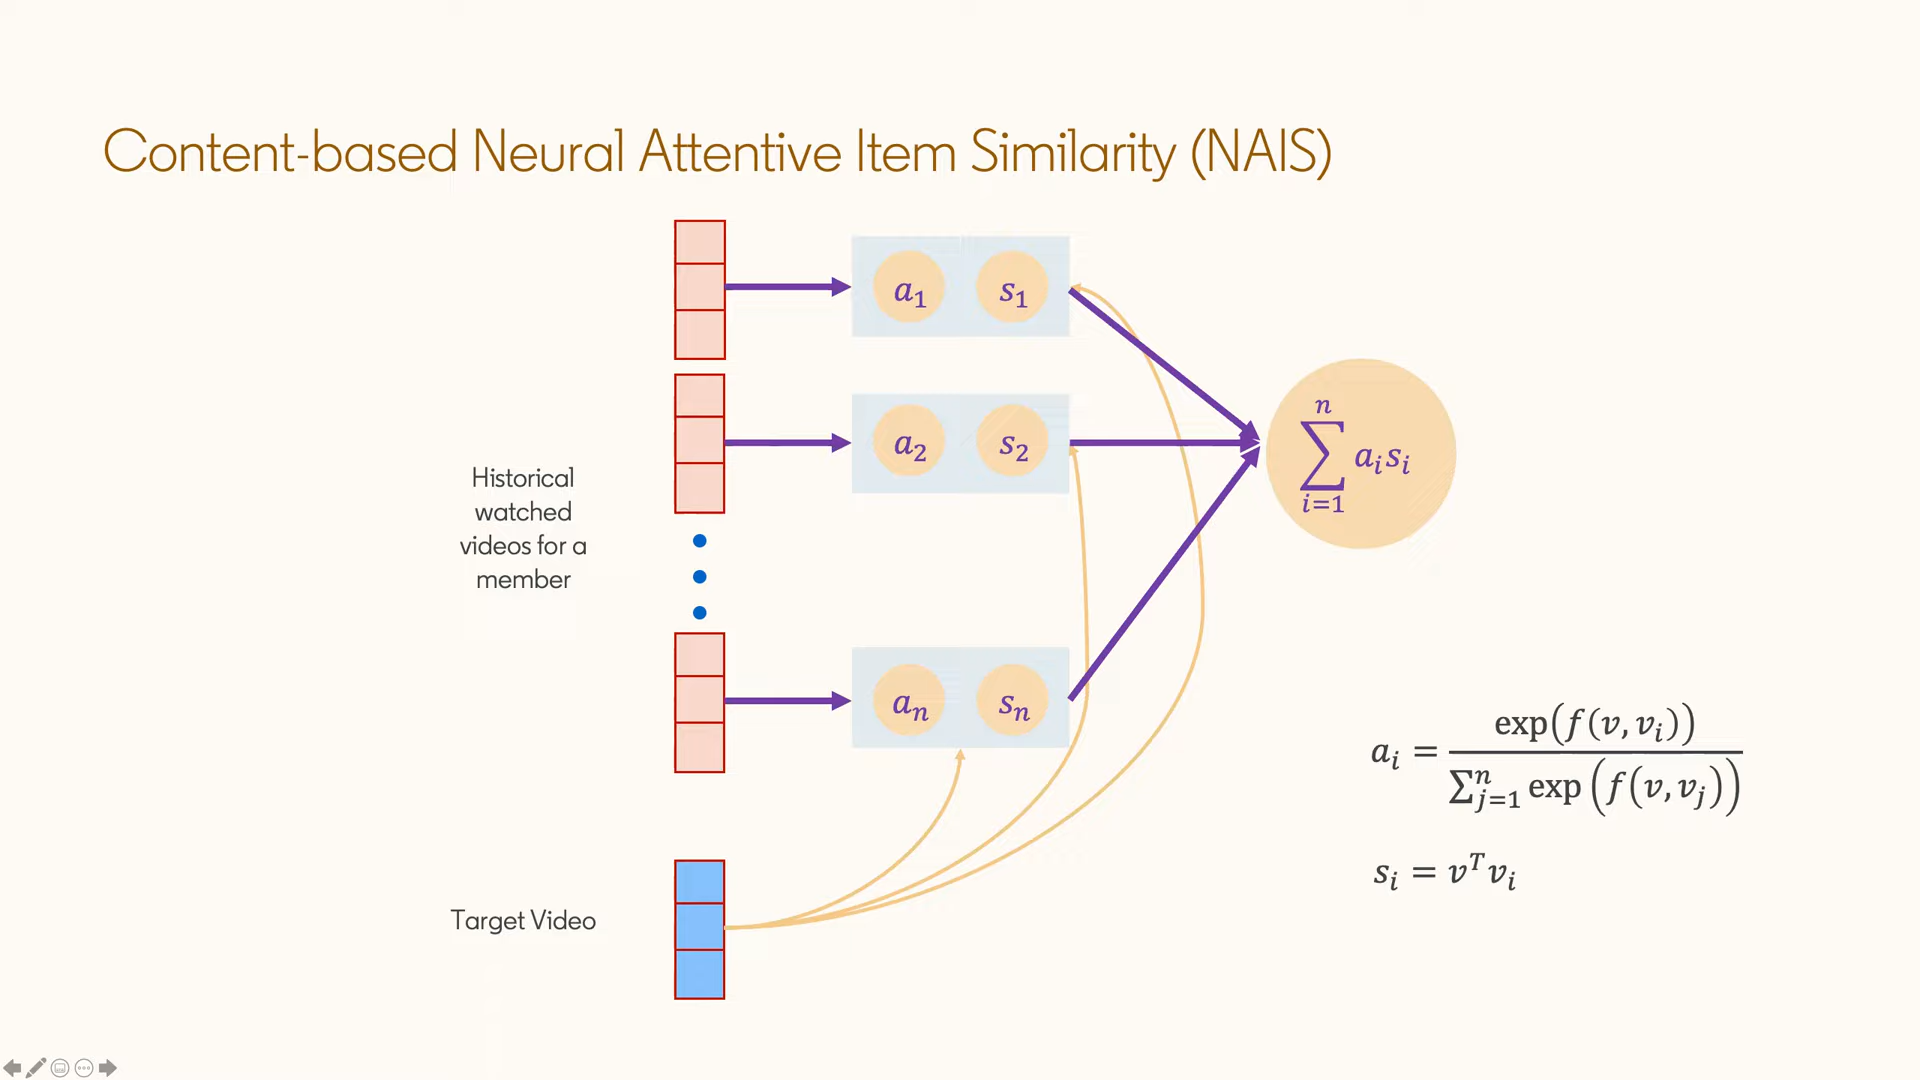 Content-based Neural Attentive Item Similarity (NAIS)
a₁ s₁
a₂ s₂
Historical
watched
videos for a
member
∑ⁿᵢ₌₁ aᵢsᵢ
aₙ sₙ
aᵢ = exp(f(v, vᵢ)) / ∑ⁿⱼ₌₁ exp(f(v, vⱼ))
sᵢ = vᵀvᵢ
Target Video